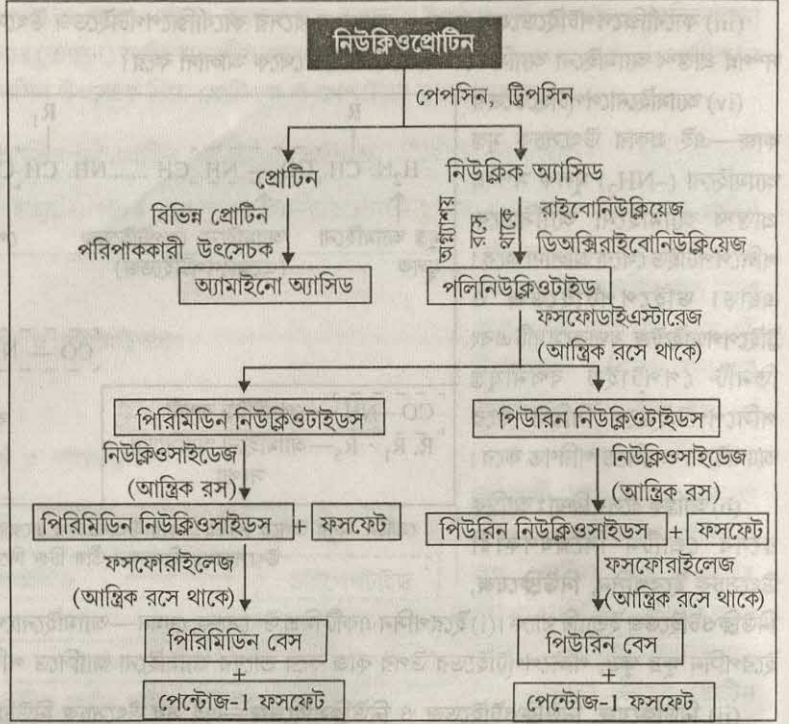 নিউক্লিওপ্রোটিন
পেপসিন, ট্রিপসিন
প্রোটিন
নিউক্লিক অ্যাসিড
বিভিন্ন প্রোটিন
পরিপাককারী উৎসেচক
অগ্ন্যাশয়
রসে
থাকে
রাইবোনিউক্লিয়েজ
ডিঅক্সিরাইবোনিউক্লিয়েজ
অ্যামাইনো অ্যাসিড
পলিনিউক্লিওটাইড
ফসফোডাইএস্টারেজ
(আন্ত্রিক রসে থাকে)
পিরিমিডিন নিউক্লিওটাইডস
পিউরিন নিউক্লিওটাইডস
নিউক্লিওসাইডেজ
(আন্ত্রিক রস)
নিউক্লিওসাইডেজ
(আন্ত্রিক রস)
পিরিমিডিন নিউক্লিওসাইডস + ফসফেট
পিউরিন নিউক্লিওসাইডস + ফসফেট
ফসফোরাইলেজ
(আন্ত্রিক রসে থাকে)
ফসফোরাইলেজ
(আন্ত্রিক রসে থাকে)
পিরিমিডিন বেস
+
পেন্টোজ-1 ফসফেট
পিউরিন বেস
+
পেন্টোজ-1 ফসফেট